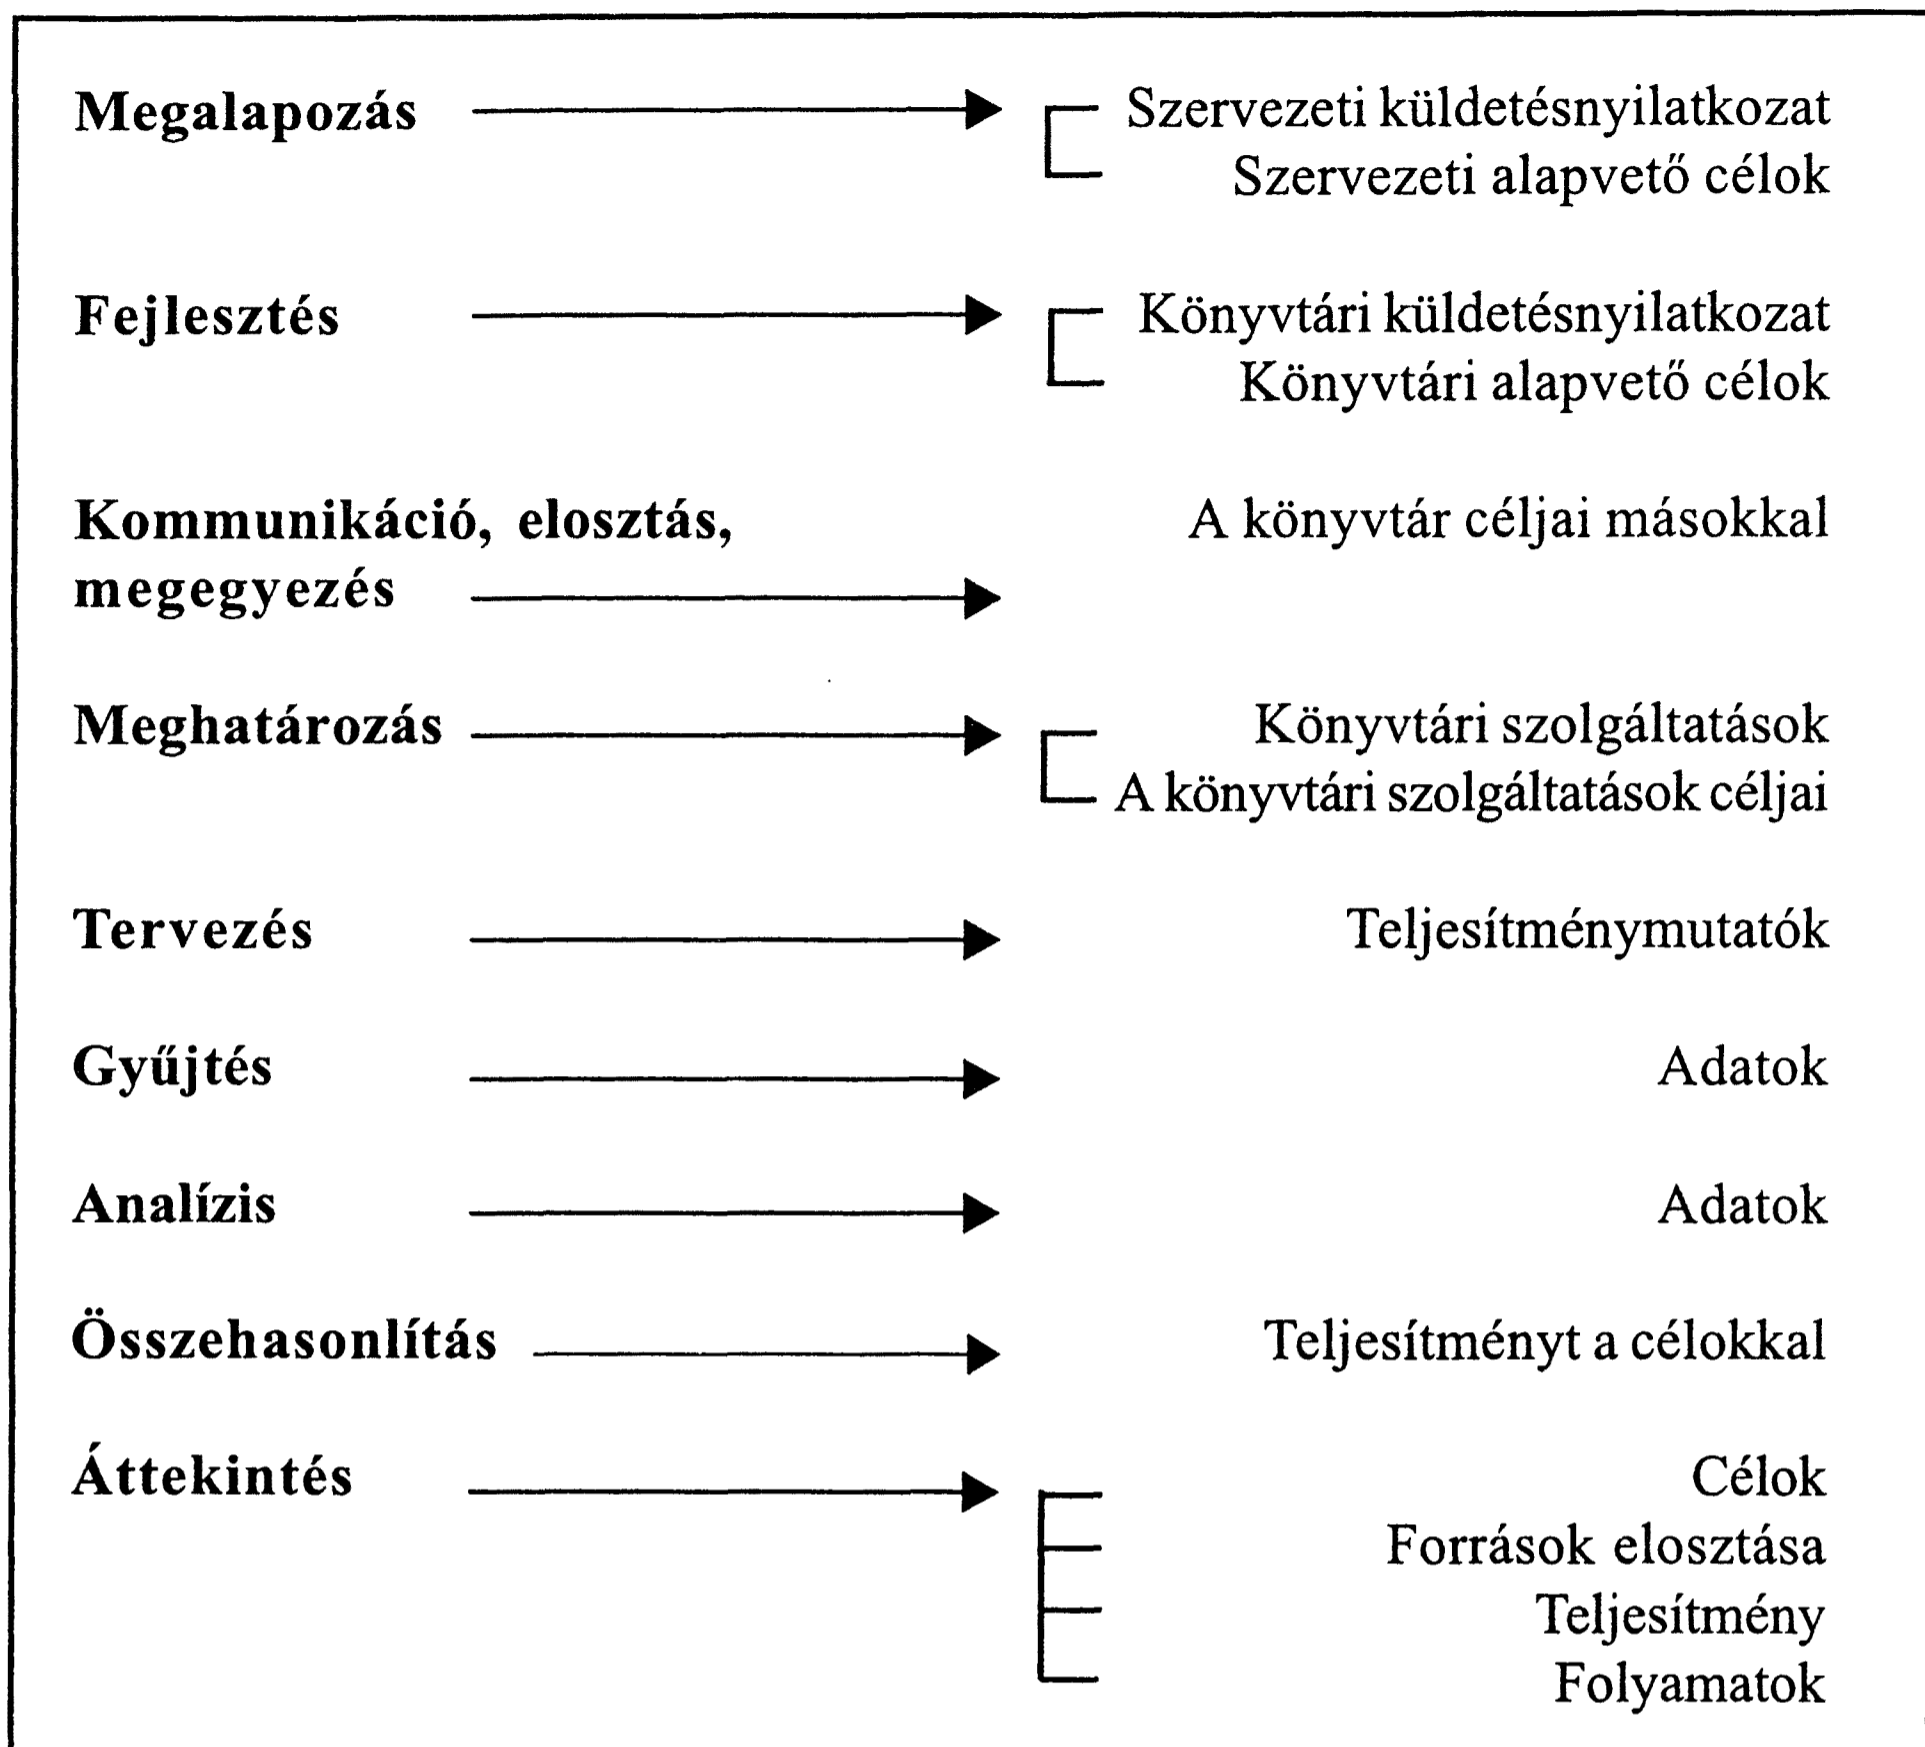 Megalapozás
Szervezeti küldetésnyilatkozat
Szervezeti alapvető célok
Fejlesztés
Könyvtári küldetésnyilatkozat
Könyvtári alapvető célok
Kommunikáció, elosztás,
megegyezés
A könyvtár céljai másokkal
Meghatározás
Könyvtári szolgáltatások
A könyvtári szolgáltatások céljai
Tervezés
Teljesítménymutatók
Gyűjtés
Adatok
Analízis
Adatok
Összehasonlítás
Teljesítményt a célokkal
Áttekintés
Célok
Források elosztása
Teljesítmény
Folyamatok